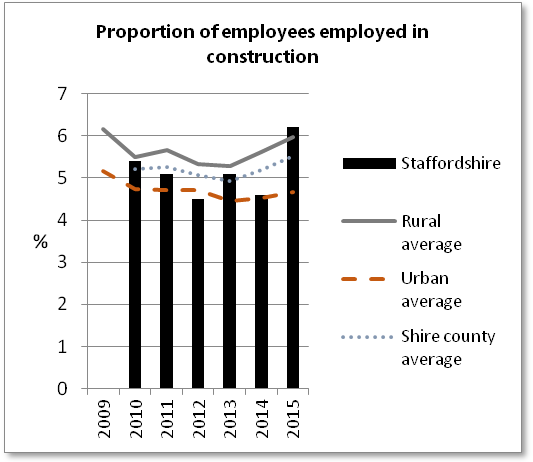 Proportion of employees employed in
construction
7
6
5
4
3
2
1
0
%
2009
2010
2011
2012
2013
2014
2015
Staffordshire
Rural
average
Urban
average
Shire county
average